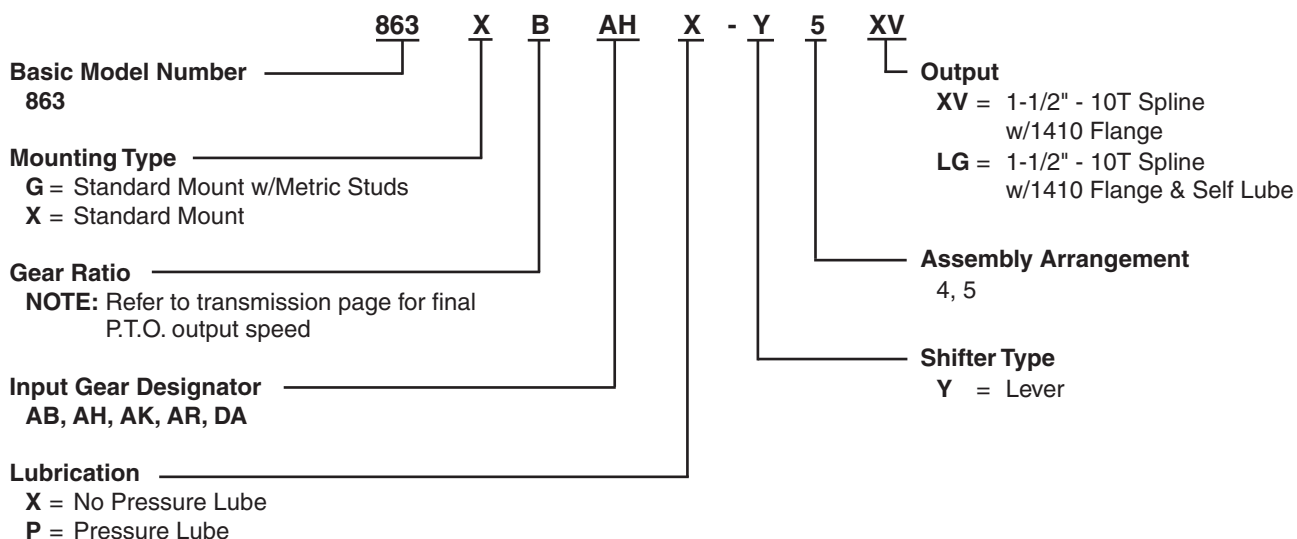 863 X B AH X - Y 5 XV
Basic Model Number
863
Mounting Type
G = Standard Mount w/Metric Studs
X = Standard Mount
Gear Ratio
NOTE: Refer to transmission page for final
P.T.O. output speed
Input Gear Designator
AB, AH, AK, AR, DA
Lubrication
X = No Pressure Lube
P = Pressure Lube
Output
XV = 1-1/2" - 10T Spline
w/1410 Flange
LG = 1-1/2" - 10T Spline
w/1410 Flange & Self Lube
Assembly Arrangement
4, 5
Shifter Type
Y = Lever